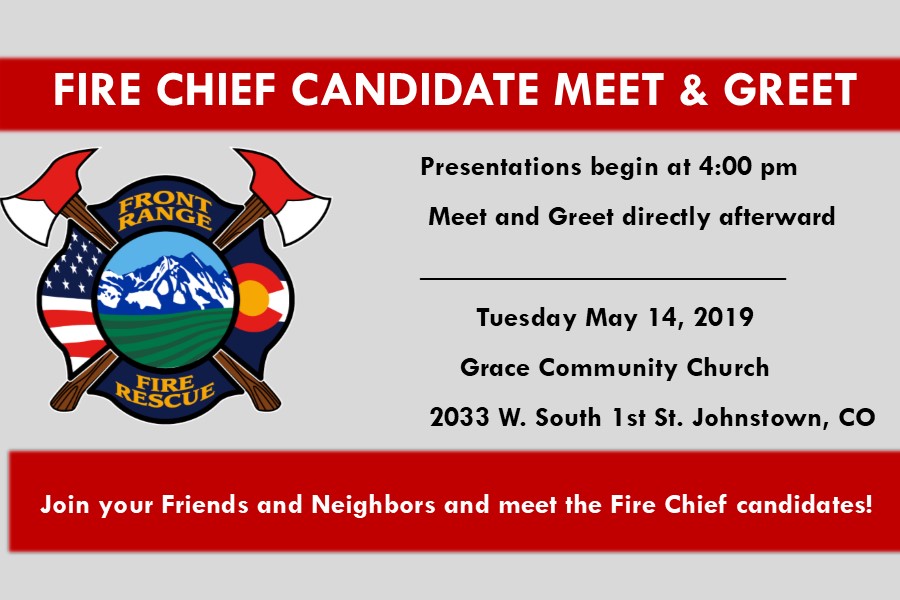 FIRE CHIEF CANDIDATE MEET & GREET
FRONT
RANGE
FIRE
RESCUE
Presentations begin at 4:00 pm
Meet and Greet directly afterward
Tuesday May 14, 2019
Grace Community Church
2033 W. South 1st St. Johnstown, CO
Join your Friends and Neighbors and meet the Fire Chief candidates!